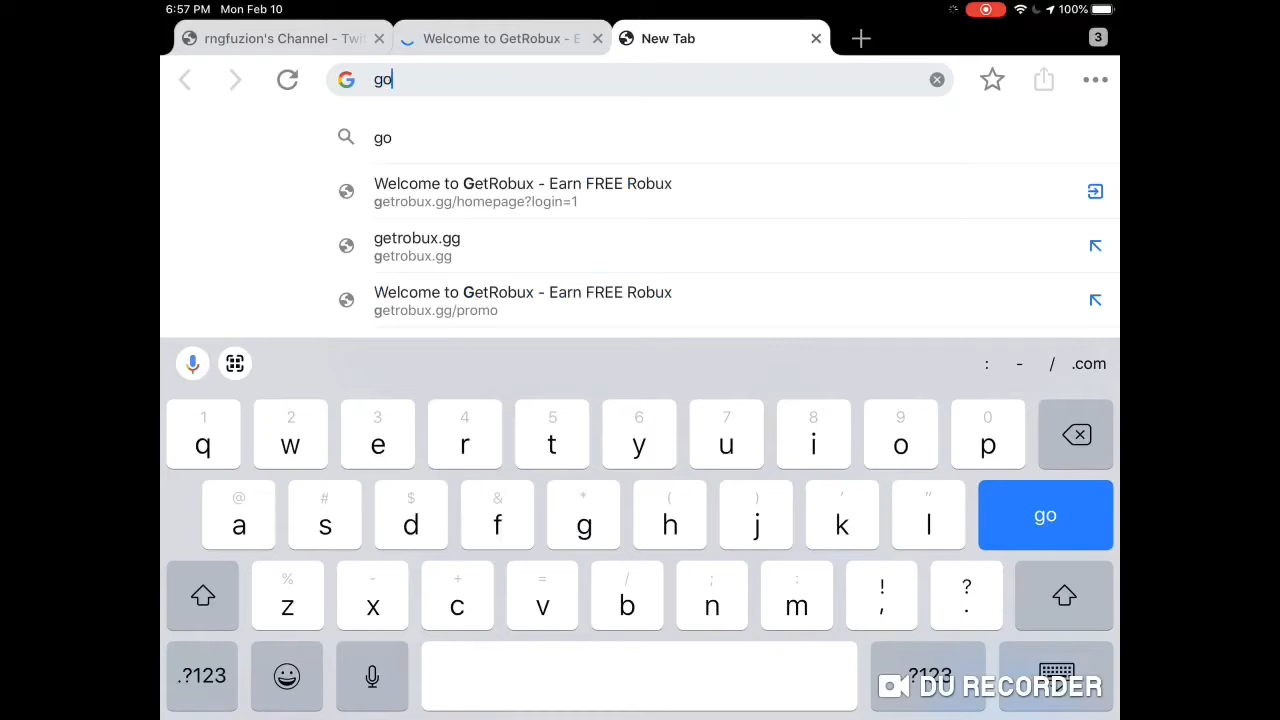 6:57 PM Mon Feb 10 100%
rngfuzion's Channel - Twi
Welcome to GetRobux - E
New Tab
3
go
go
Welcome to GetRobux - Earn FREE Robux
getrobux.gg/homepage?login=1
getrobux.gg
getrobux.gg
Welcome to GetRobux - Earn FREE Robux
getrobux.gg/promo
: - / .com
1 2 3 4 5 6 7 8 9 0
q w e r t y u i o p
@ # $ & * ( ) ' "
a s d f g h j k l go
% - + = / ; : ! ?
z x c v b n m , .
.?123 .?123
DU RECORDER